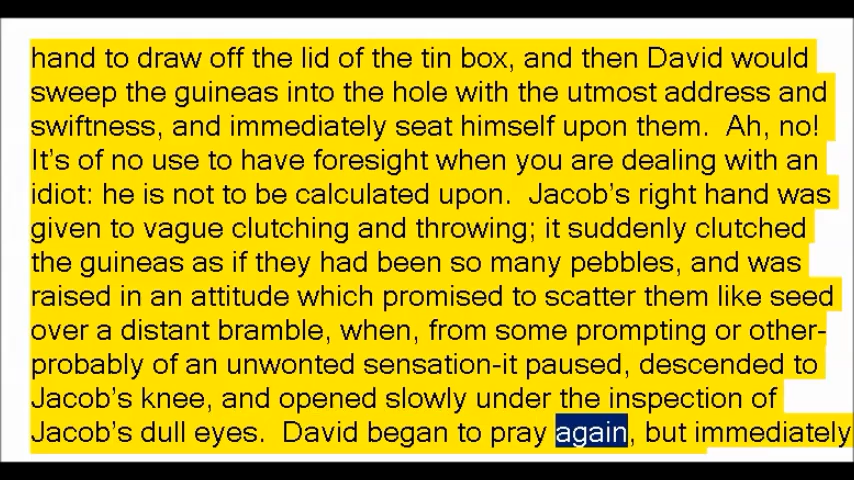 hand to draw off the lid of the tin box, and then David would
sweep the guineas into the hole with the utmost address and
swiftness, and immediately seat himself upon them.  Ah, no!
It's of no use to have foresight when you are dealing with an
idiot: he is not to be calculated upon.  Jacob's right hand was
given to vague clutching and throwing; it suddenly clutched
the guineas as if they had been so many pebbles, and was
raised in an attitude which promised to scatter them like seed
over a distant bramble, when, from some prompting or other-
probably of an unwonted sensation-it paused, descended to
Jacob's knee, and opened slowly under the inspection of
Jacob's dull eyes.  David began to pray again, but immediately